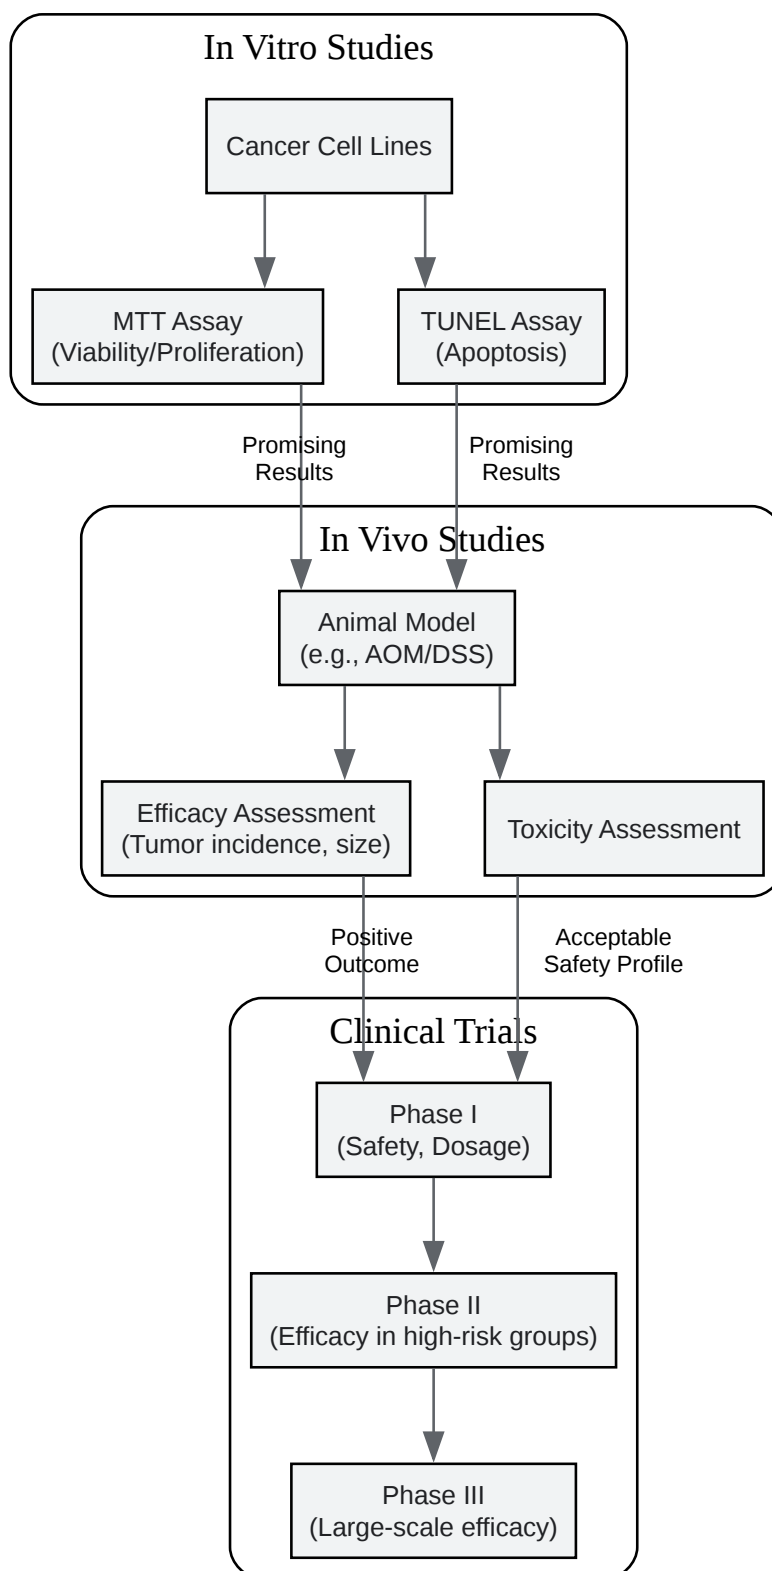 In Vitro Studies
Cancer Cell Lines
MTT Assay
(Viability/Proliferation)
TUNEL Assay
(Apoptosis)
Promising
Results
Promising
Results
In Vivo Studies
Animal Model
(e.g., AOM/DSS)
Efficacy Assessment
(Tumor incidence, size)
Toxicity Assessment
Positive
Outcome
Acceptable
Safety Profile
Clinical Trials
Phase I
(Safety, Dosage)
Phase II
(Efficacy in high-risk groups)
Phase III
(Large-scale efficacy)